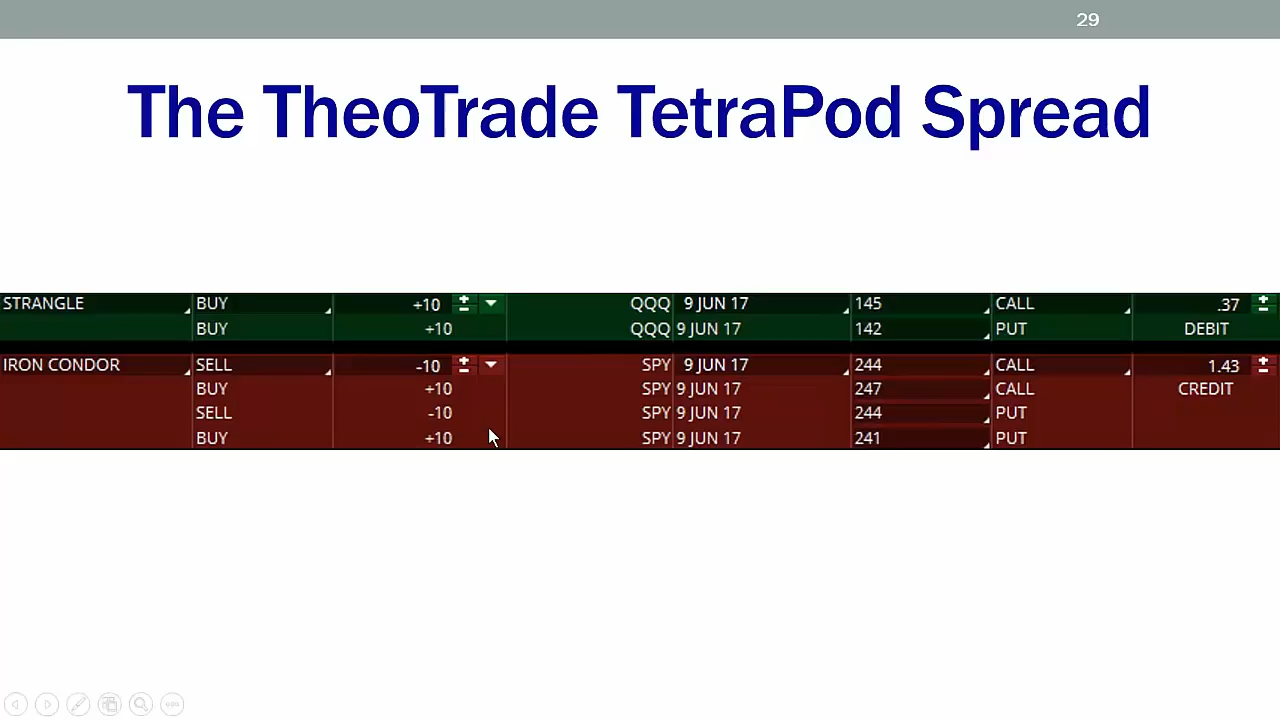 29
The TheoTrade TetraPod Spread
STRANGLE BUY +10 QQQ 9 JUN 17 145 CALL .37
BUY +10 QQQ 9 JUN 17 142 PUT DEBIT
IRON CONDOR SELL -10 SPY 9 JUN 17 244 CALL 1.43
BUY +10 SPY 9 JUN 17 247 CALL CREDIT
SELL -10 SPY 9 JUN 17 244 PUT
BUY +10 SPY 9 JUN 17 241 PUT